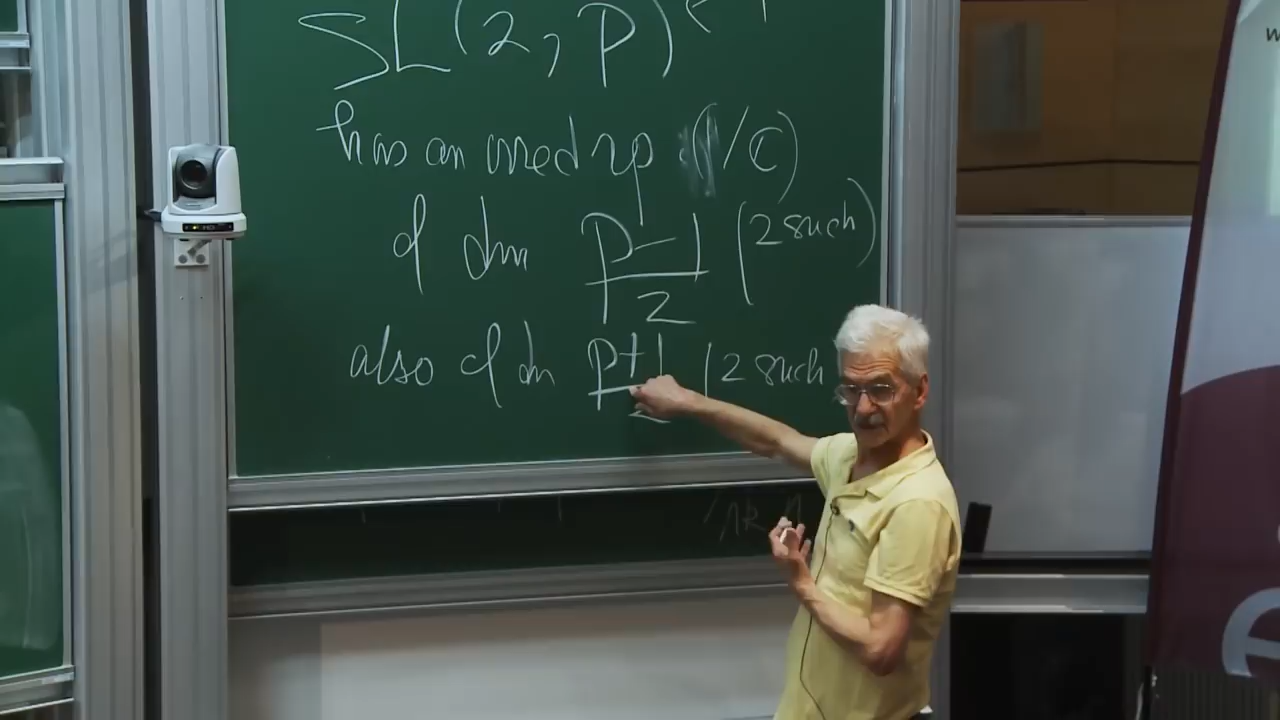 SL(2, P)
has an irred rep (/C)
of dim P-1/2 (2 such)
also of dim P+1/2 (2 such